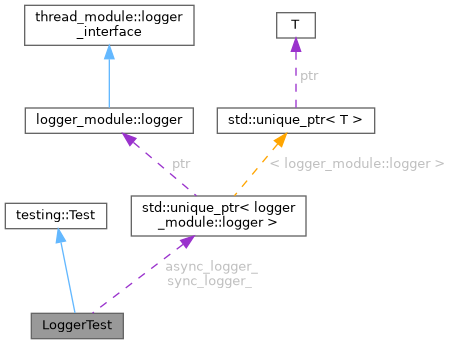 thread_module::logger
_interface
T
ptr
logger_module::logger
std::unique_ptr< T >
ptr
< logger_module::logger >
testing::Test
std::unique_ptr< logger
_module::logger >
async_logger_
sync_logger_
LoggerTest